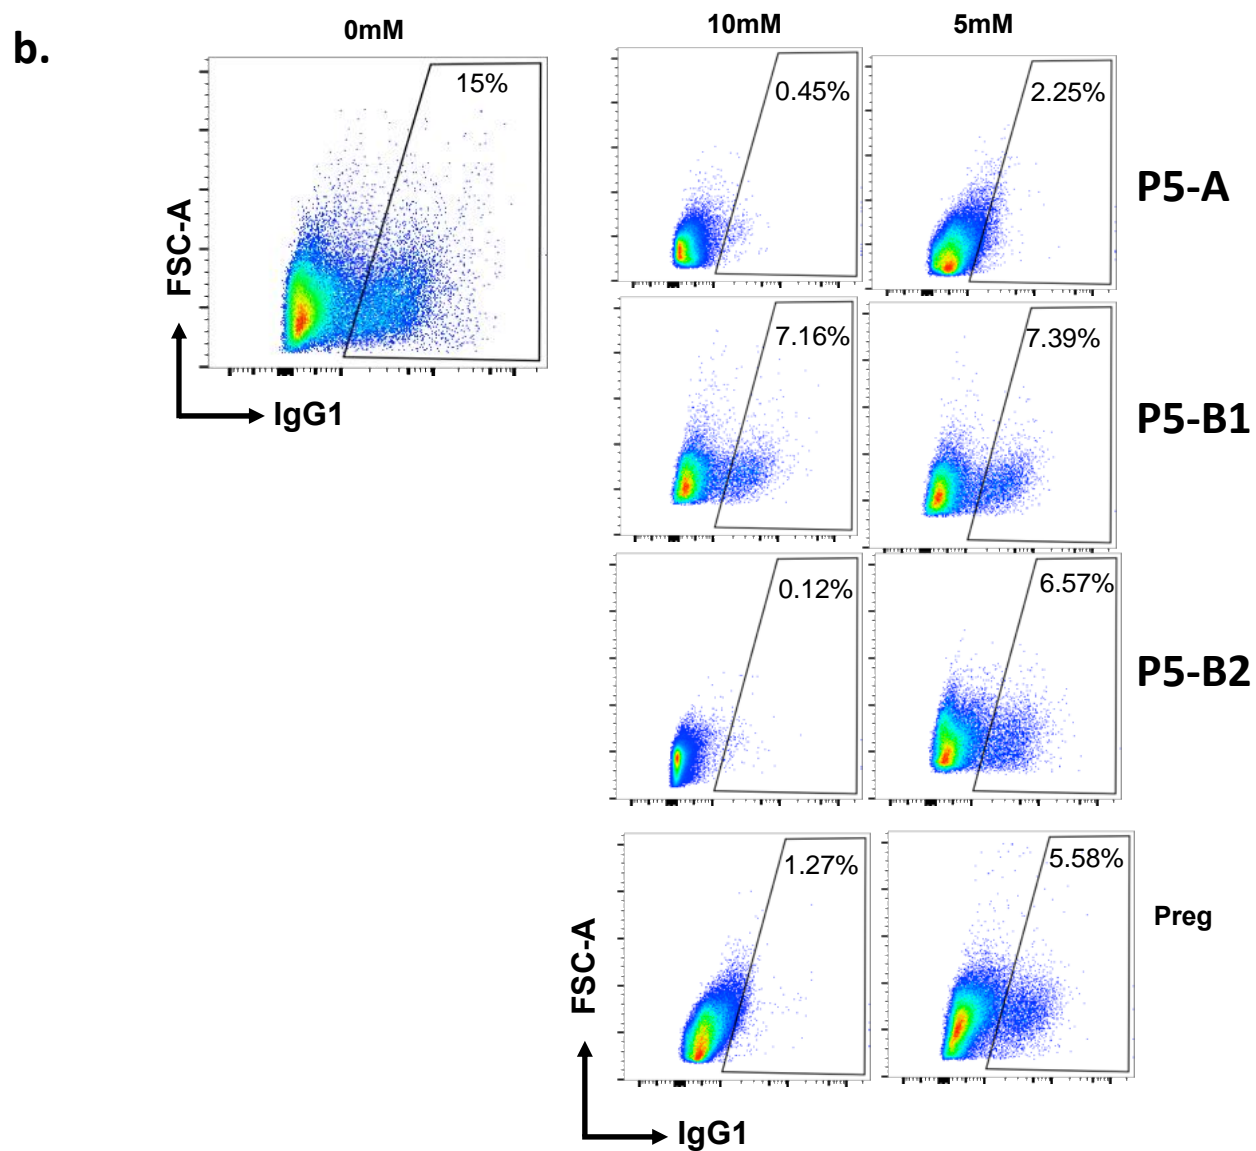 b.
0mM
10mM
5mM
15%
0.45%
2.25%
P5-A
FSC-A
IgG1
7.16%
7.39%
P5-B1
0.12%
6.57%
P5-B2
1.27%
5.58%
Preg
FSC-A
IgG1